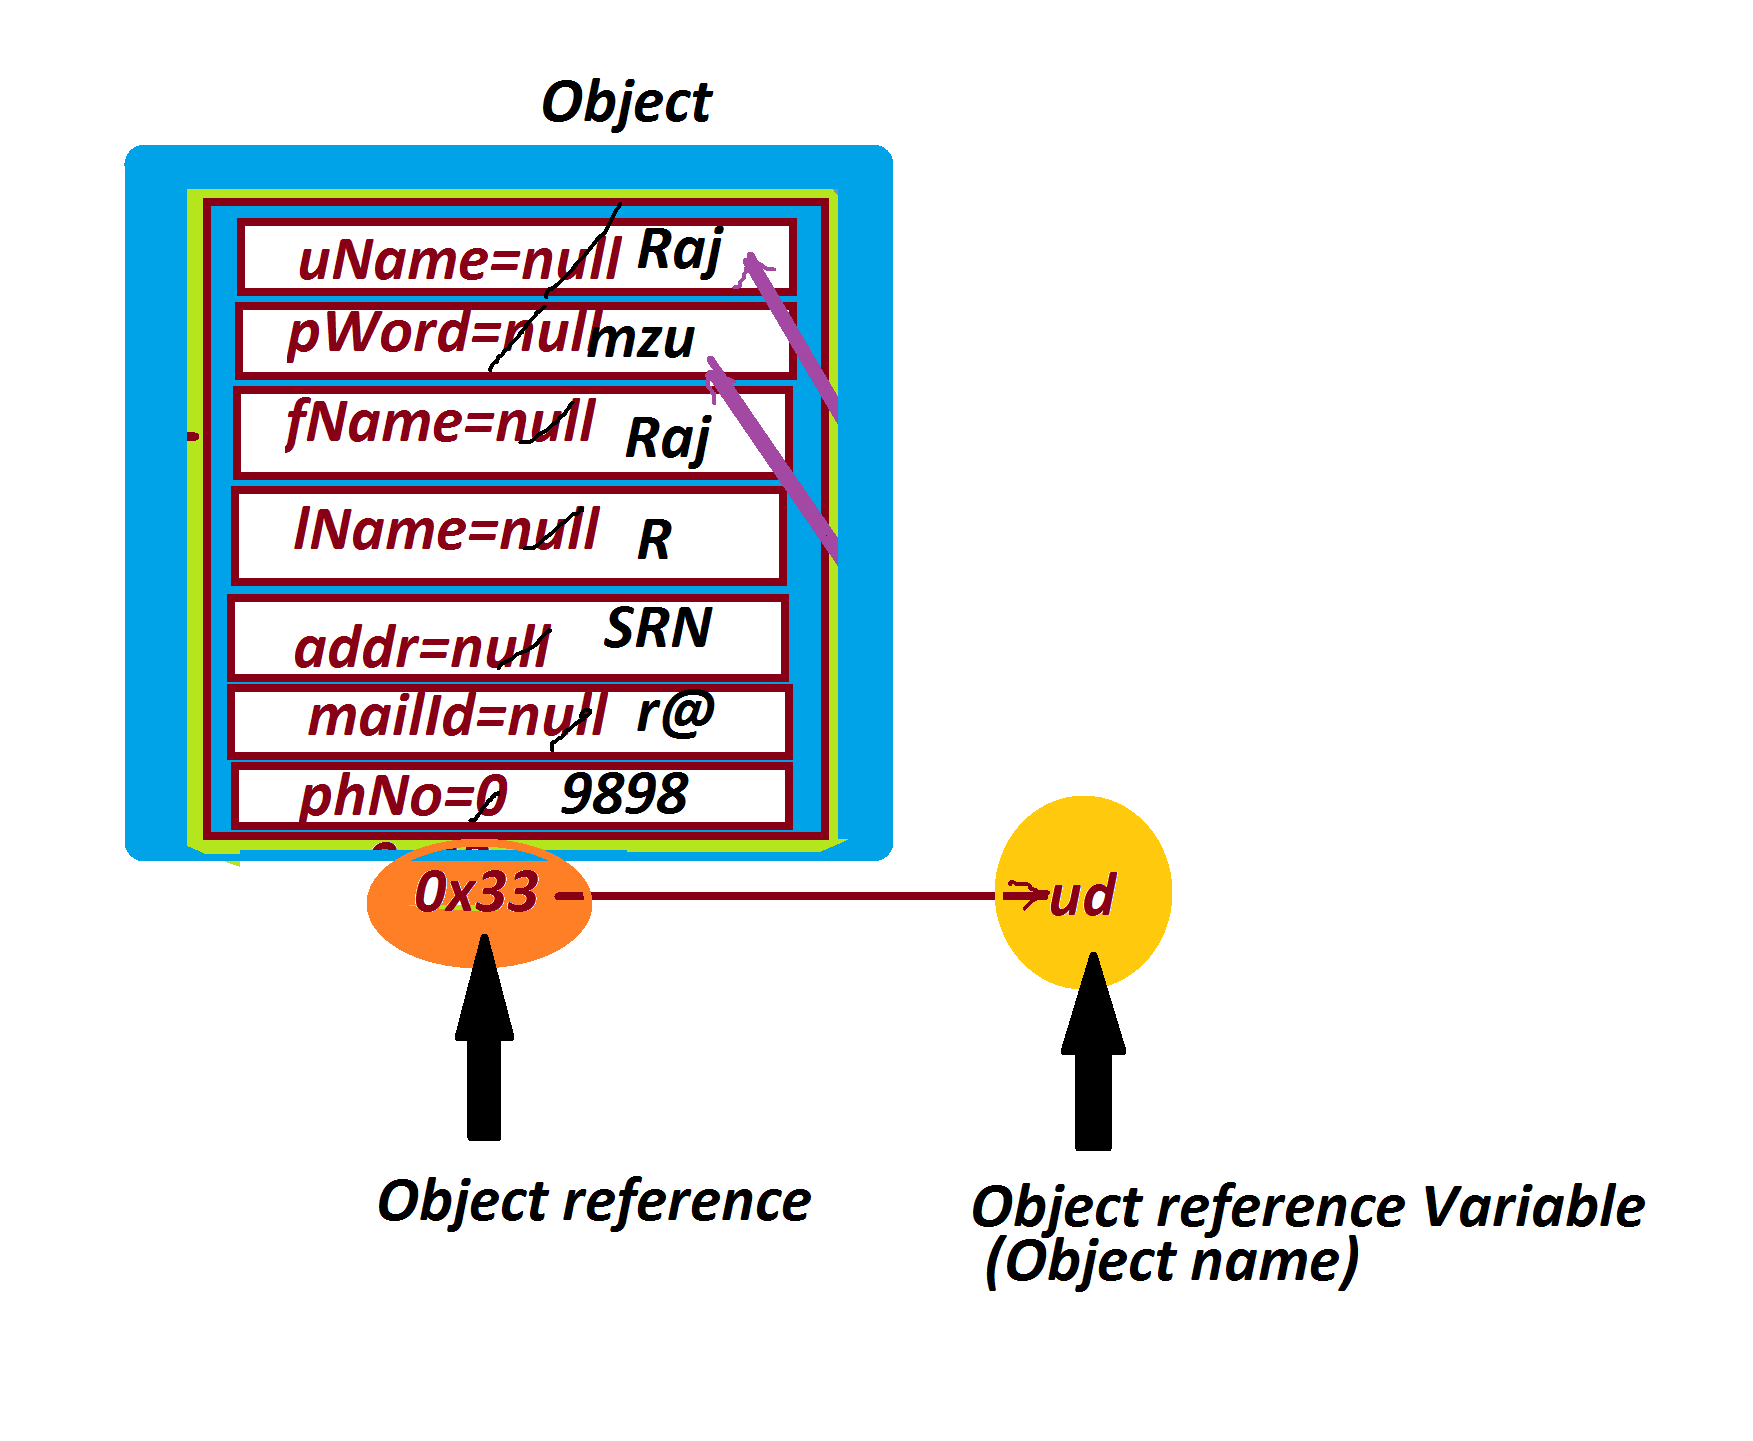 Object
uName=null Raj
pWord=null mzu
fName=null Raj
lName=null R
addr=null SRN
mailId=null r@
phNo=0 9898
0x33 ud
Object reference
Object reference Variable
(Object name)